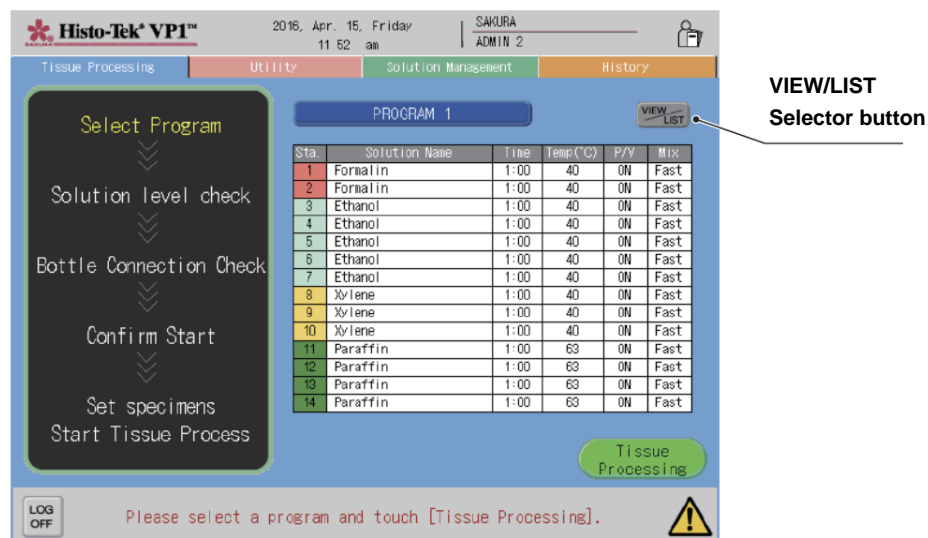 Histo-Tek® VP1™
SAKURA
2016, Apr. 15, Friday
11 52 am
SAKURA
ADMIN 2
Tissue Processing
Utility
Solution Management
History
Select Program
Solution level check
Bottle Connection Check
Confirm Start
Set specimens
Start Tissue Process
PROGRAM 1
VIEW
LIST
VIEW/LIST
Selector button
Sta. Solution Name Time Temp(°C) P/V Mix
1 Formalin 1:00 40 ON Fast
2 Formalin 1:00 40 ON Fast
3 Ethanol 1:00 40 ON Fast
4 Ethanol 1:00 40 ON Fast
5 Ethanol 1:00 40 ON Fast
6 Ethanol 1:00 40 ON Fast
7 Ethanol 1:00 40 ON Fast
8 Xylene 1:00 40 ON Fast
9 Xylene 1:00 40 ON Fast
10 Xylene 1:00 40 ON Fast
11 Paraffin 1:00 63 ON Fast
12 Paraffin 1:00 63 ON Fast
13 Paraffin 1:00 63 ON Fast
14 Paraffin 1:00 63 ON Fast
Tissue
Processing
LOG
OFF
Please select a program and touch [Tissue Processing].